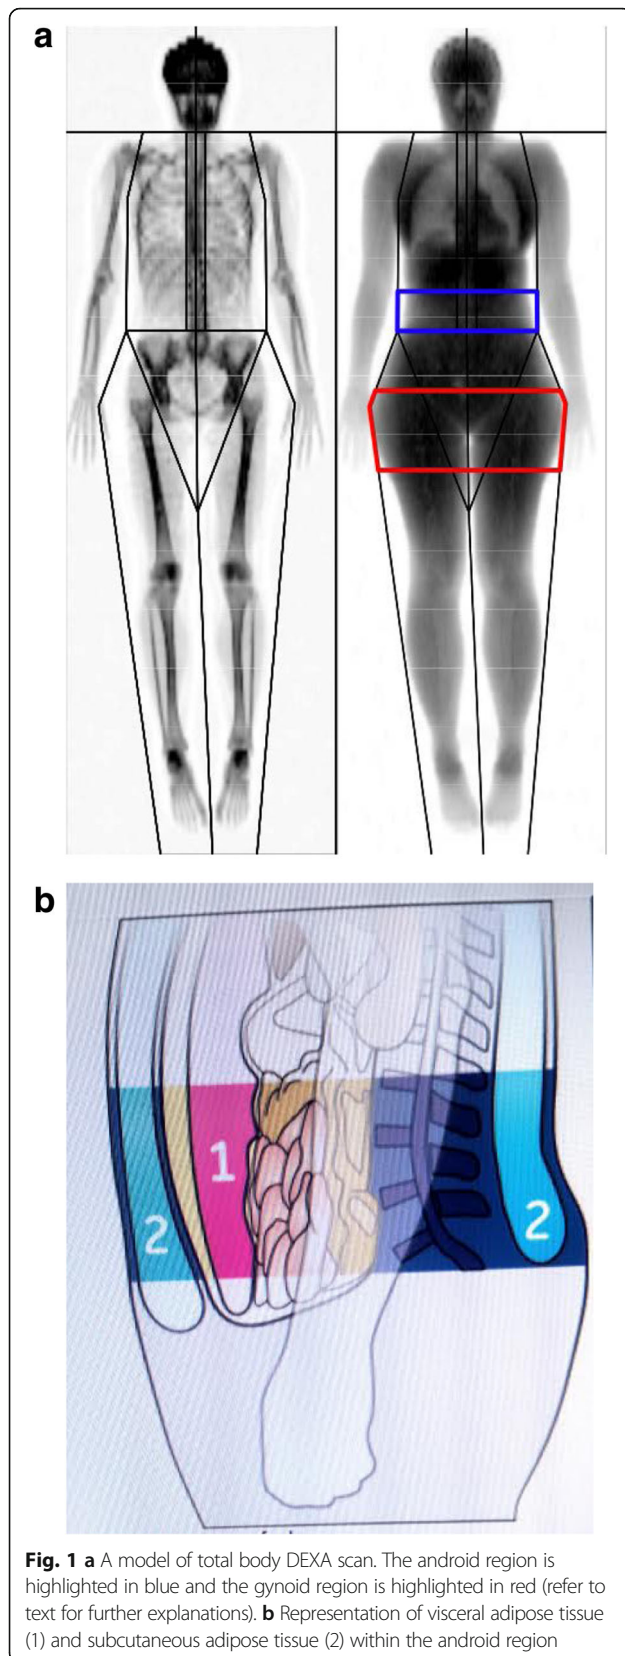 a
b
1
2
2
Fig. 1 a A model of total body DEXA scan. The android region is
highlighted in blue and the gynoid region is highlighted in red (refer to
text for further explanations). b Representation of visceral adipose tissue
(1) and subcutaneous adipose tissue (2) within the android region